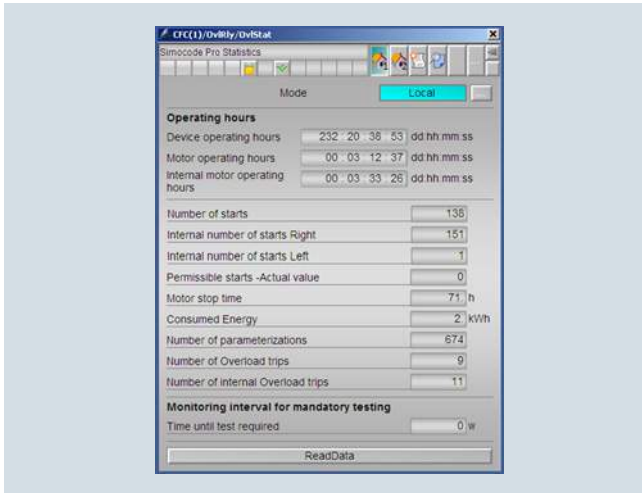 CFC(1)/OvlRly/OvlStat
Simocode Pro Statistics
Mode Local ...
Operating hours
Device operating hours 232 : 20 : 36 : 53 dd:hh:mm:ss
Motor operating hours 00 : 03 : 12 : 37 dd:hh:mm:ss
Internal motor operating
hours 00 : 03 : 33 : 26 dd:hh:mm:ss
Number of starts 138
Internal number of starts Right 151
Internal number of starts Left 1
Permissible starts -Actual value 0
Motor stop time 71 h
Consumed Energy 2 kWh
Number of parameterizations 674
Number of Overload trips 9
Number of internal Overload trips 11
Monitoring interval for mandatory testing
Time until test required 0 w
ReadData